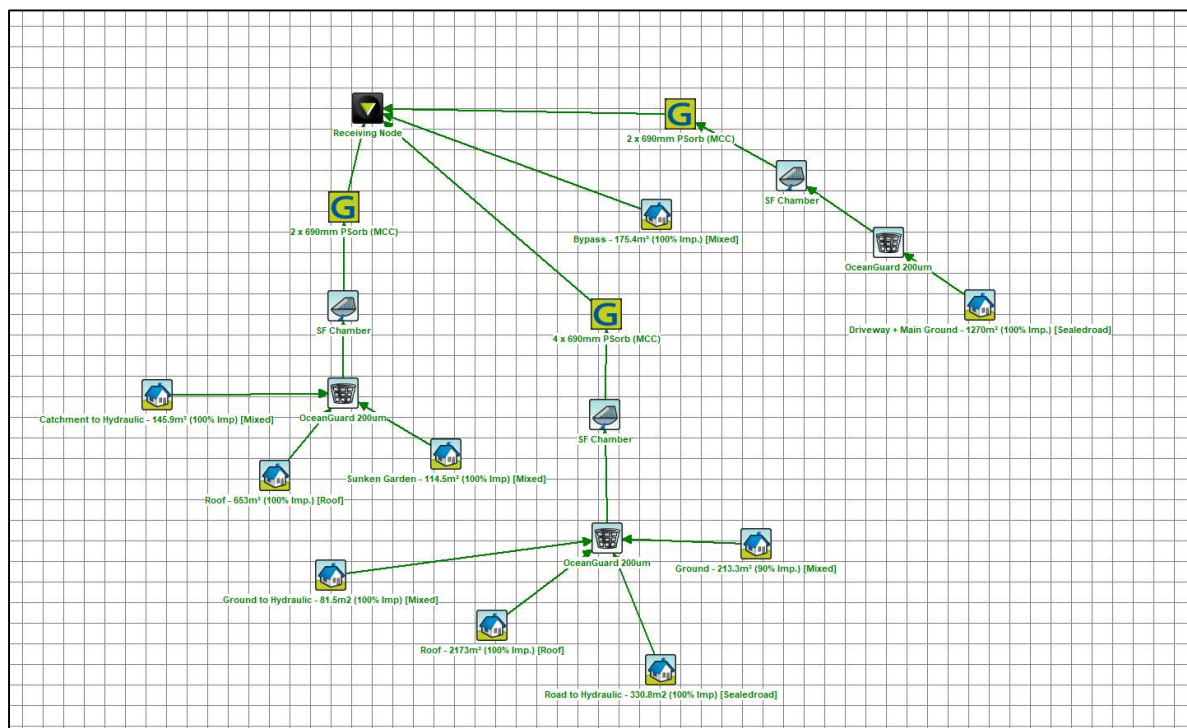 Receiving Node
G
2 x 690mm PSorb (MCC)
SF Chamber
G
2 x 690mm PSorb (MCC)
Bypass - 175.4m² (100% Imp.) [Mixed]
OceanGuard 200um
SF Chamber
G
4 x 690mm PSorb (MCC)
Driveway + Main Ground - 1270m² (100% Imp.) [Sealedroad]
Catchment to Hydraulic - 145.9m² (100% Imp) [Mixed]
OceanGuard 200um
SF Chamber
Sunken Garden - 114.5m² (100% Imp) [Mixed]
Roof - 653m² (100% Imp.) [Roof]
OceanGuard 200um
Ground - 213.3m² (90% Imp.) [Mixed]
Ground to Hydraulic - 81.5m2 (100% Imp) [Mixed]
Roof - 2173m² (100% Imp.) [Roof]
Road to Hydraulic - 330.8m2 (100% Imp) [Sealedroad]